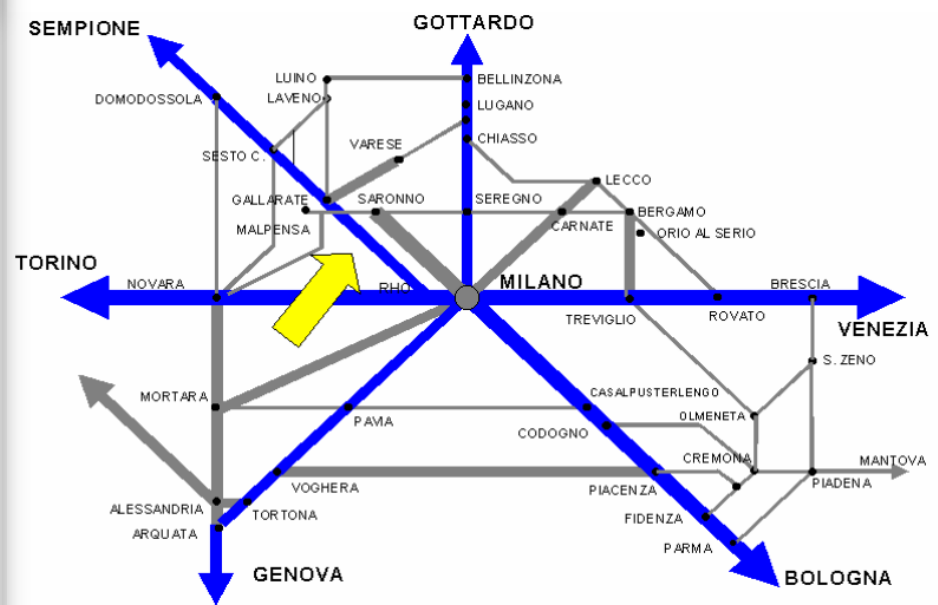 GOTTARDO
SEMPIONE
LUINO
BELLINZONA
DOMODOSSOLA
LAVENO
LUGANO
CHIASSO
VARESE
SESTO C.
LECCO
GALLARATE
SARONNO
SEREGNO
BERGAMO
MALPENSA
CARNATE
ORIO AL SERIO
TORINO
NOVARA
RHO
MILANO
BRESCIA
TREVIGLIO
ROVATO
VENEZIA
S. ZENO
MORTARA
CASALPUSTERLENGO
PAVIA
OLMENETA
CODOGNO
CREMONA
MANTOVA
VOGHERA
PIACENZA
PIADENA
ALESSANDRIA
TORTONA
FIDENZA
ARQUATA
PARMA
GENOVA
BOLOGNA